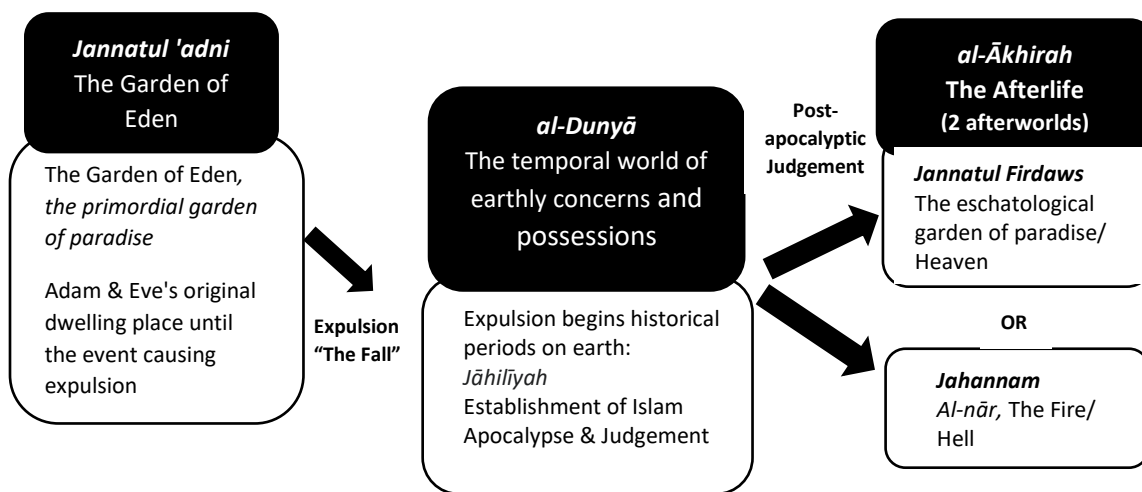 Jannatul 'adni
The Garden of
Eden
The Garden of Eden,
the primordial garden
of paradise
Adam & Eve's original
dwelling place until
the event causing
expulsion
Expulsion
“The Fall”
al-Dunyā
The temporal world of
earthly concerns and
possessions
Expulsion begins historical
periods on earth:
Jāhilīyah
Establishment of Islam
Apocalypse & Judgement
Post-
apocalyptic
Judgement
al-Ākhirah
The Afterlife
(2 afterworlds)
Jannatul Firdaws
The eschatological
garden of paradise/
Heaven
OR
Jahannam
Al-nār, The Fire/
Hell